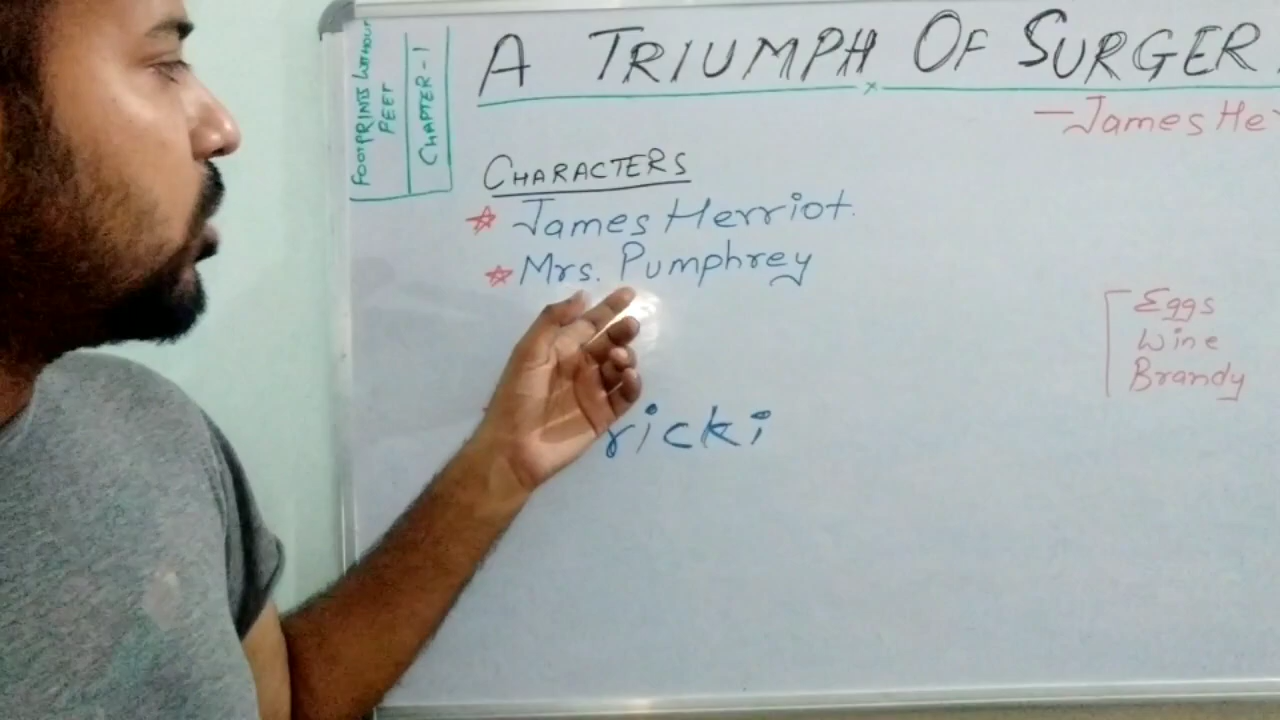 FOOTPRINTS WITHOUT
FEET
CHAPTER-1
A TRIUMPH OF SURGER
-James He
CHARACTERS
James Herriot.
Mrs. Pumphrey
ricki
Eggs
Wine
Brandy